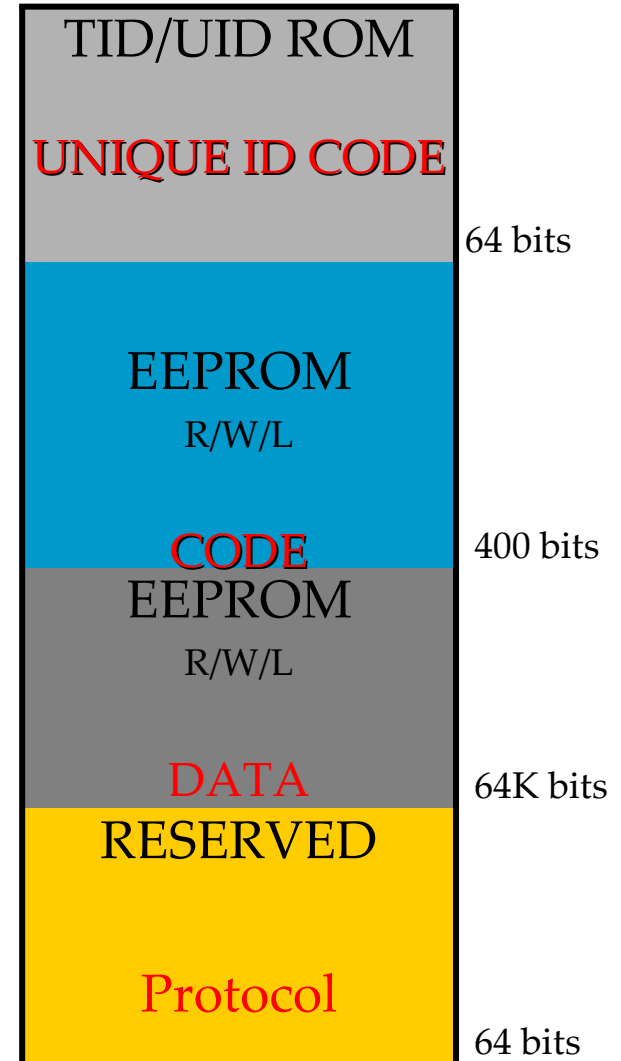 TID/UID ROM
UNIQUE ID CODE
64 bits
EEPROM
R/W/L
CODE
400 bits
EEPROM
R/W/L
DATA
64K bits
RESERVED
Protocol
64 bits